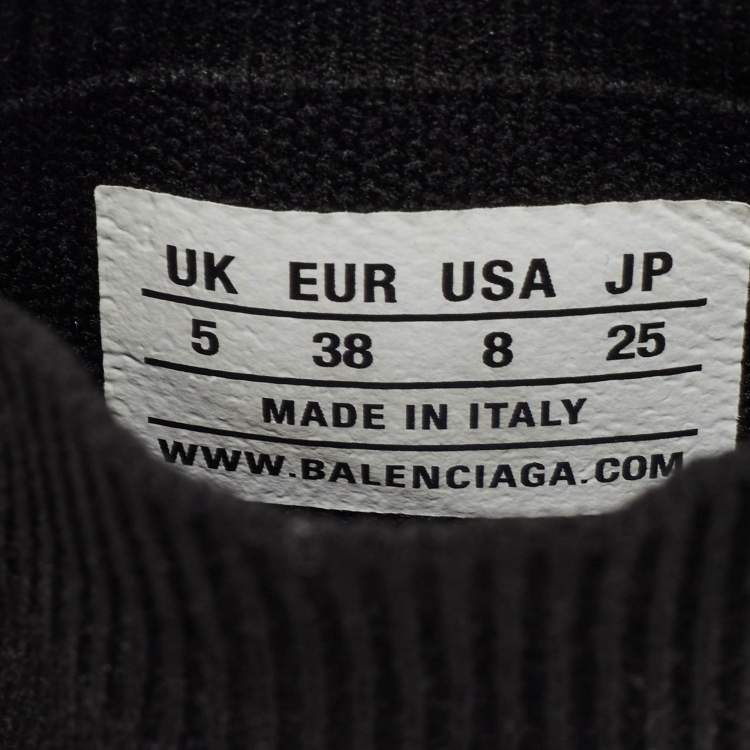 UK EUR USA JP
5 38 8 25
MADE IN ITALY
WWW.BALENCIAGA.COM